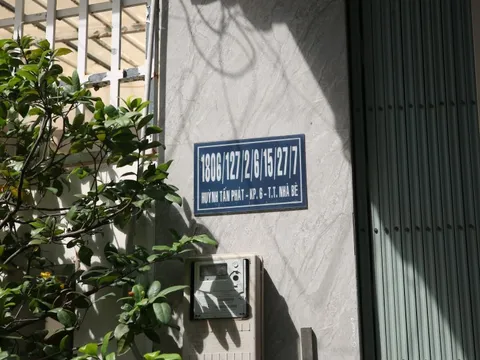 1806/127/2/6/15/27/7
HUỲNH TẤN PHÁT - KP. 6 - T.T. NHÀ BÈ